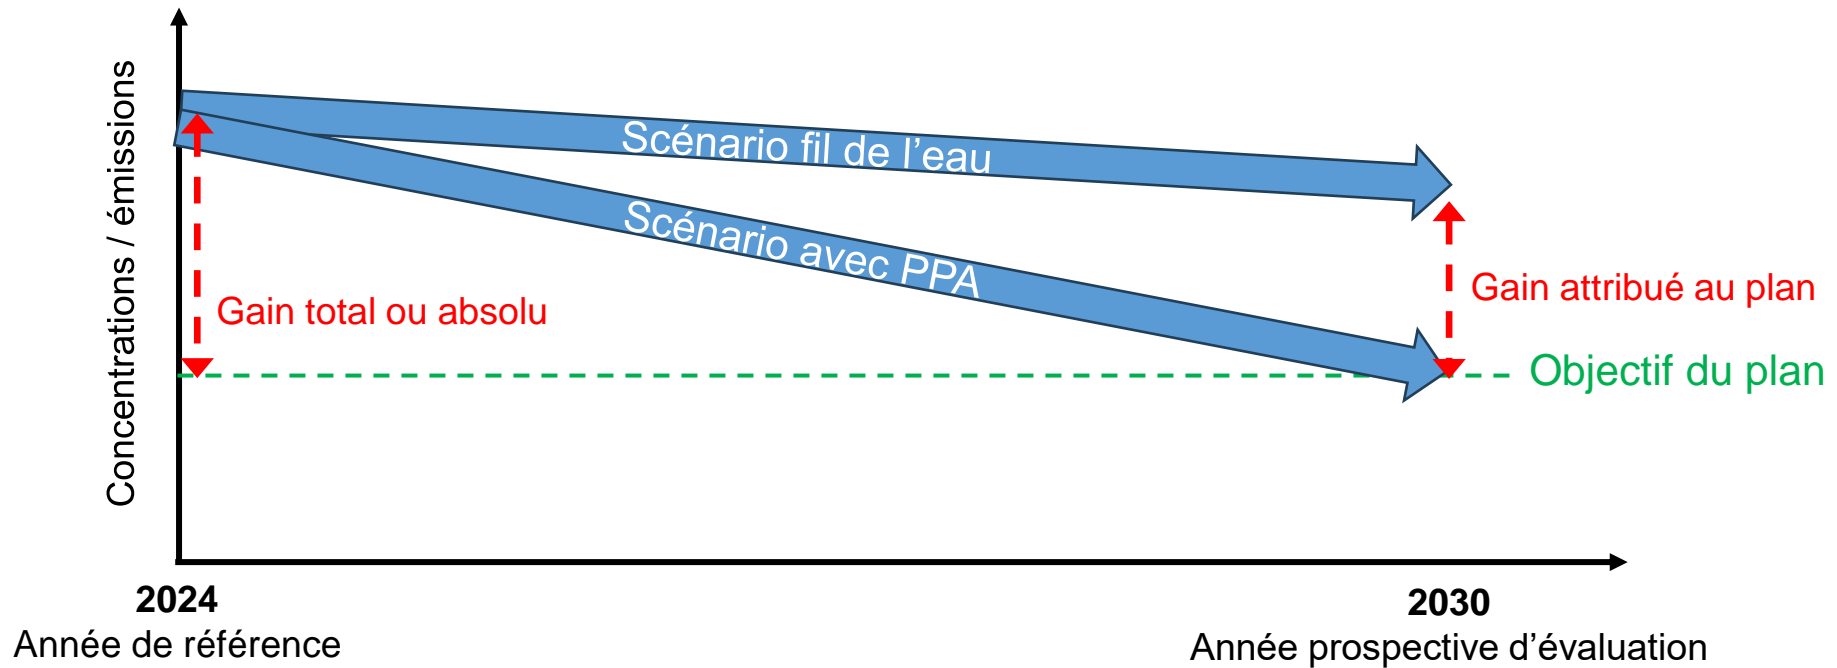 Concentrations / émissions
Scénario fil de l'eau
Scénario avec PPA
Gain total ou absolu
Gain attribué au plan
Objectif du plan
2024
Année de référence
2030
Année prospective d'évaluation